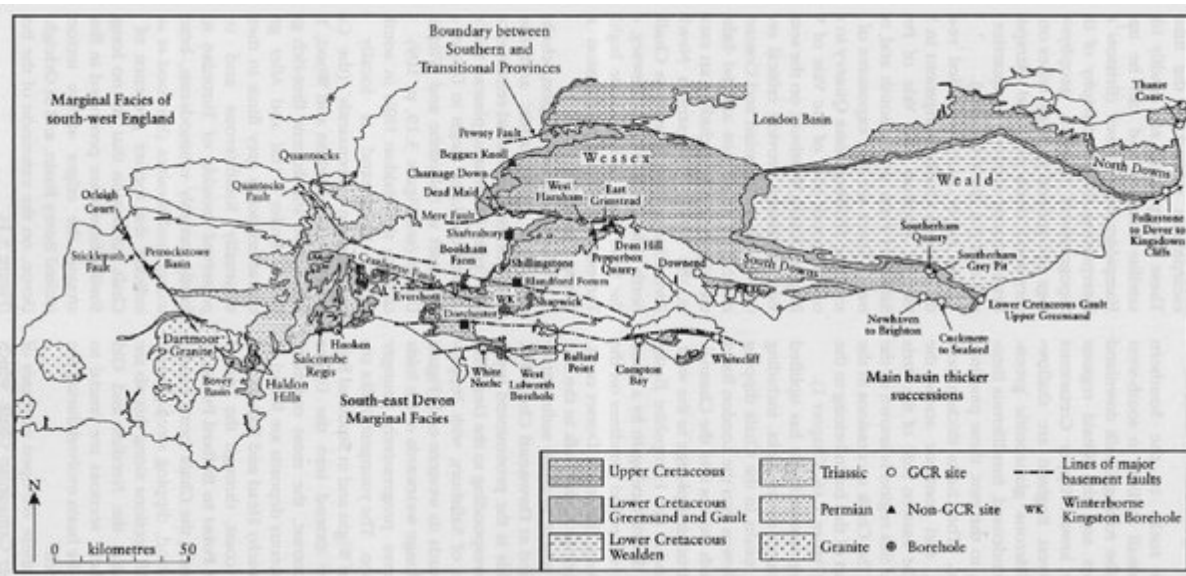 Boundary between
Southern and
Transitional Provinces
Marginal Facies of
south-west England
London Basin
Thanet
Coast
Pewsey Fault
Beggars Knoll
Charnage Down
Dead Maid
Mere Fault
Shaftesbury
Bookham
Farm
Wessex
West
Harnham
East
Grimstead
North Downs
Weald
Folkestone
to Dover to
Kingsdown
Cliffs
Quantocks
Quantocks
Fault
Orleigh
Court
Sticklepath
Fault
Petrockstowe
Basin
Cranborne Fault
Shillingstone
Dean Hill
Pepperbox
Quarry
Downend
South Downs
Southerham
Quarry
Southerham
Grey Pit
Blandford Forum
Shapwick
WK
Evershot
Dorchester
Newhaven
to Brighton
Lower Cretaceous Gault
Upper Greensand
Cuckmere
to Seaford
Dartmoor
Granite
Bovey
Basin
Haldon
Hills
Salcombe
Regis
Hooken
White
Nothe
West
Lulworth
Borehole
Ballard
Point
Compton
Bay
Whitecliff
South-east Devon
Marginal Facies
Main basin thicker
successions
N
0 kilometres 50
Upper Cretaceous
Lower Cretaceous
Greensand and Gault
Lower Cretaceous
Wealden
Triassic
Permian
Granite
GCR site
Non-GCR site
Borehole
Lines of major
basement faults
WK
Winterborne
Kingston Borehole